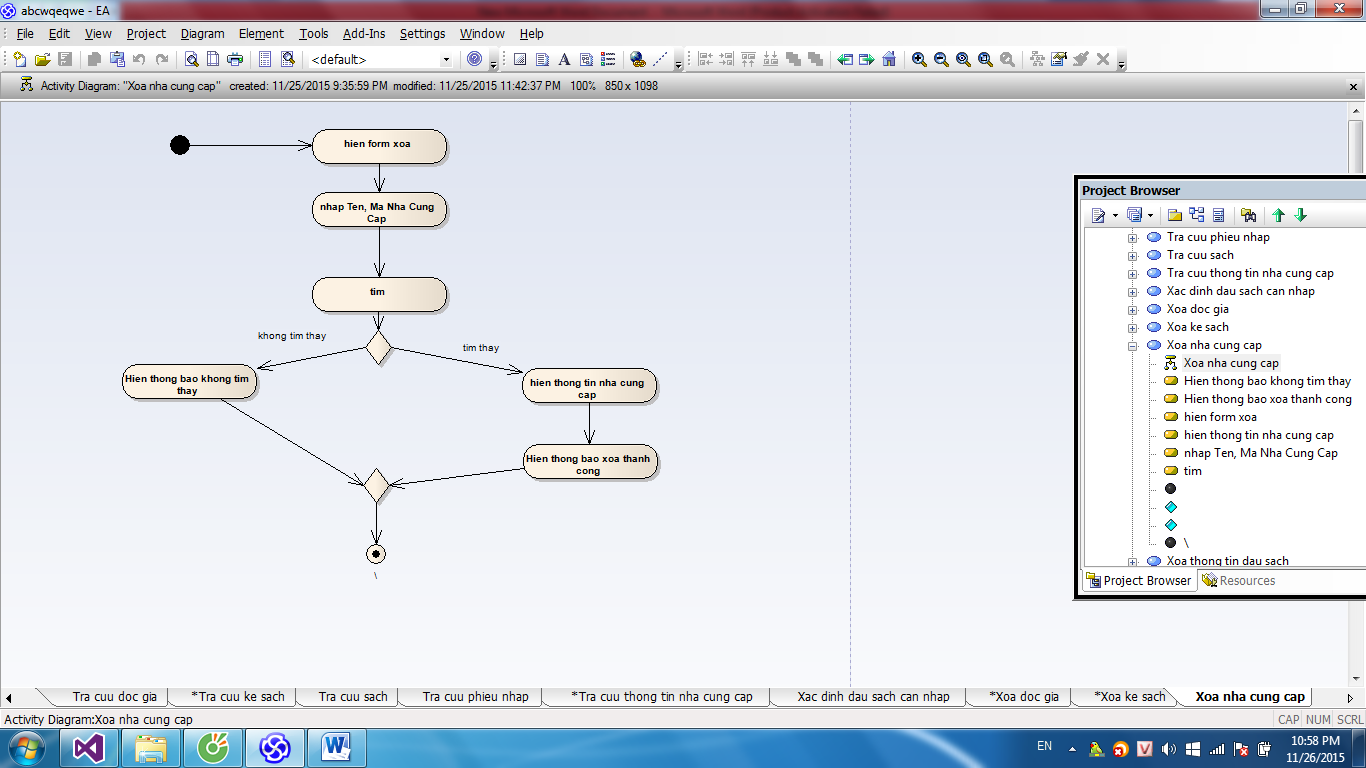 abcwqeqwe - EA
File Edit View Project Diagram Element Tools Add-Ins Settings Window Help
<default>
Activity Diagram: "Xoa nha cung cap" created: 11/25/2015 9:35:59 PM modified: 11/25/2015 11:42:37 PM 100% 850 x 1098
hien form xoa
nhap Ten, Ma Nha Cung
Cap
tim
khong tim thay
tim thay
Hien thong bao khong tim
thay
hien thong tin nha cung
cap
Hien thong bao xoa thanh
cong
\
Project Browser
Tra cuu phieu nhap
Tra cuu sach
Tra cuu thong tin nha cung cap
Xac dinh dau sach can nhap
Xoa doc gia
Xoa ke sach
Xoa nha cung cap
Xoa nha cung cap
Hien thong bao khong tim thay
Hien thong bao xoa thanh cong
hien form xoa
hien thong tin nha cung cap
nhap Ten, Ma Nha Cung Cap
tim
\
Xoa thong tin dau sach
Project Browser Resources
Tra cuu doc gia *Tra cuu ke sach Tra cuu sach Tra cuu phieu nhap *Tra cuu thong tin nha cung cap Xac dinh dau sach can nhap *Xoa doc gia *Xoa ke sach Xoa nha cung cap
Activity Diagram:Xoa nha cung cap CAP NUM SCRL
EN
10:58 PM
11/26/2015